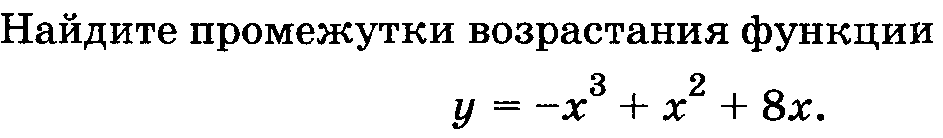 Найдите промежутки возрастания функции
y = –x³ + x² + 8x.